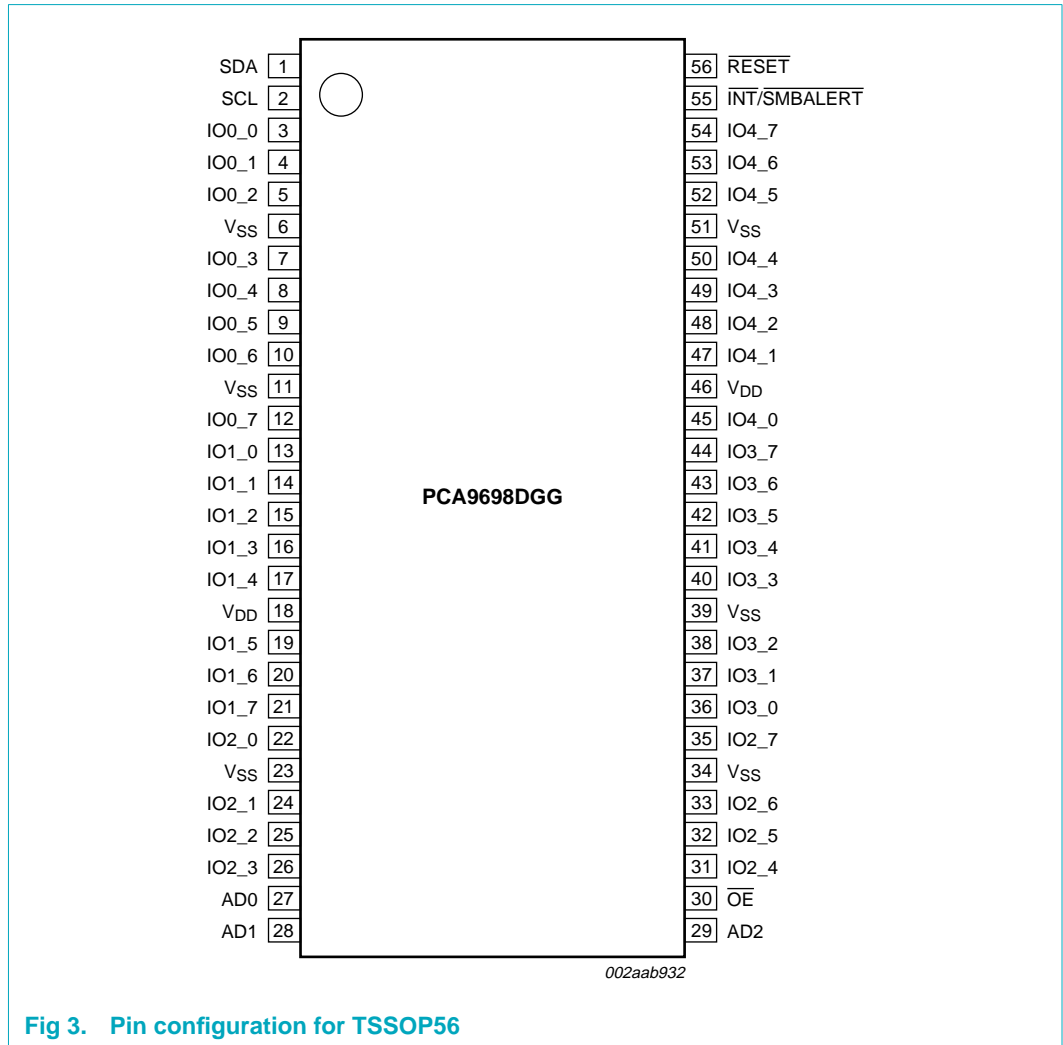 SDA 1
SCL 2
IO0_0 3
IO0_1 4
IO0_2 5
VSS 6
IO0_3 7
IO0_4 8
IO0_5 9
IO0_6 10
VSS 11
IO0_7 12
IO1_0 13
IO1_1 14
IO1_2 15
IO1_3 16
IO1_4 17
VDD 18
IO1_5 19
IO1_6 20
IO1_7 21
IO2_0 22
VSS 23
IO2_1 24
IO2_2 25
IO2_3 26
AD0 27
AD1 28
PCA9698DGG
56 RESET
55 INT/SMBALERT
54 IO4_7
53 IO4_6
52 IO4_5
51 VSS
50 IO4_4
49 IO4_3
48 IO4_2
47 IO4_1
46 VDD
45 IO4_0
44 IO3_7
43 IO3_6
42 IO3_5
41 IO3_4
40 IO3_3
39 VSS
38 IO3_2
37 IO3_1
36 IO3_0
35 IO2_7
34 VSS
33 IO2_6
32 IO2_5
31 IO2_4
30 OE
29 AD2
002aab932
Fig 3. Pin configuration for TSSOP56